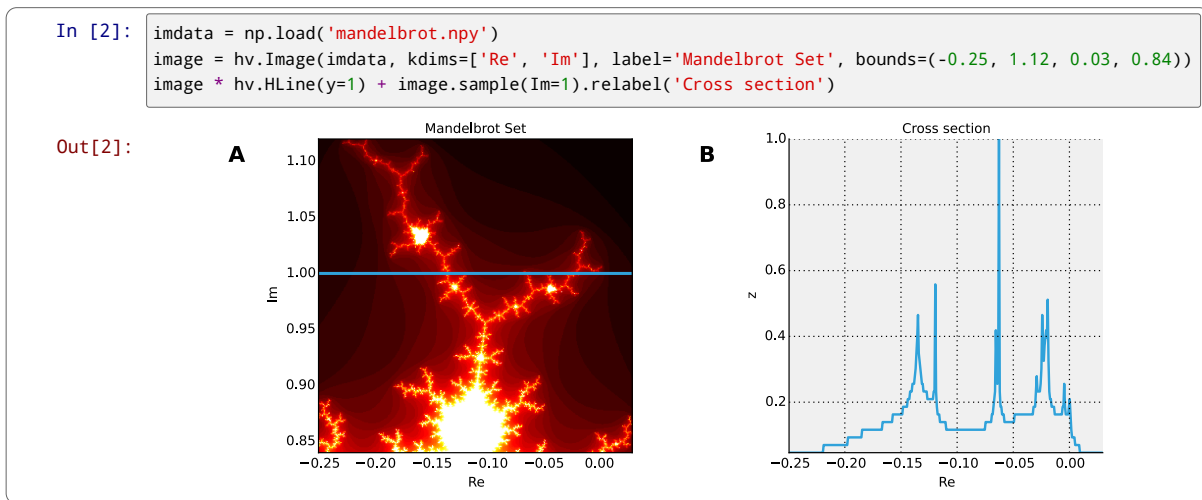 In [2]:
imdata = np.load('mandelbrot.npy')
image = hv.Image(imdata, kdims=['Re', 'Im'], label='Mandelbrot Set', bounds=(-0.25, 1.12, 0.03, 0.84))
image * hv.HLine(y=1) + image.sample(Im=1).relabel('Cross section')
Out[2]:
A
Mandelbrot Set
1.10
1.05
1.00
0.95
0.90
0.85
Im
−0.25 −0.20 −0.15 −0.10 −0.05 0.00
Re
B
Cross section
1.0
0.8
0.6
0.4
0.2
z
−0.25 −0.20 −0.15 −0.10 −0.05 0.00
Re